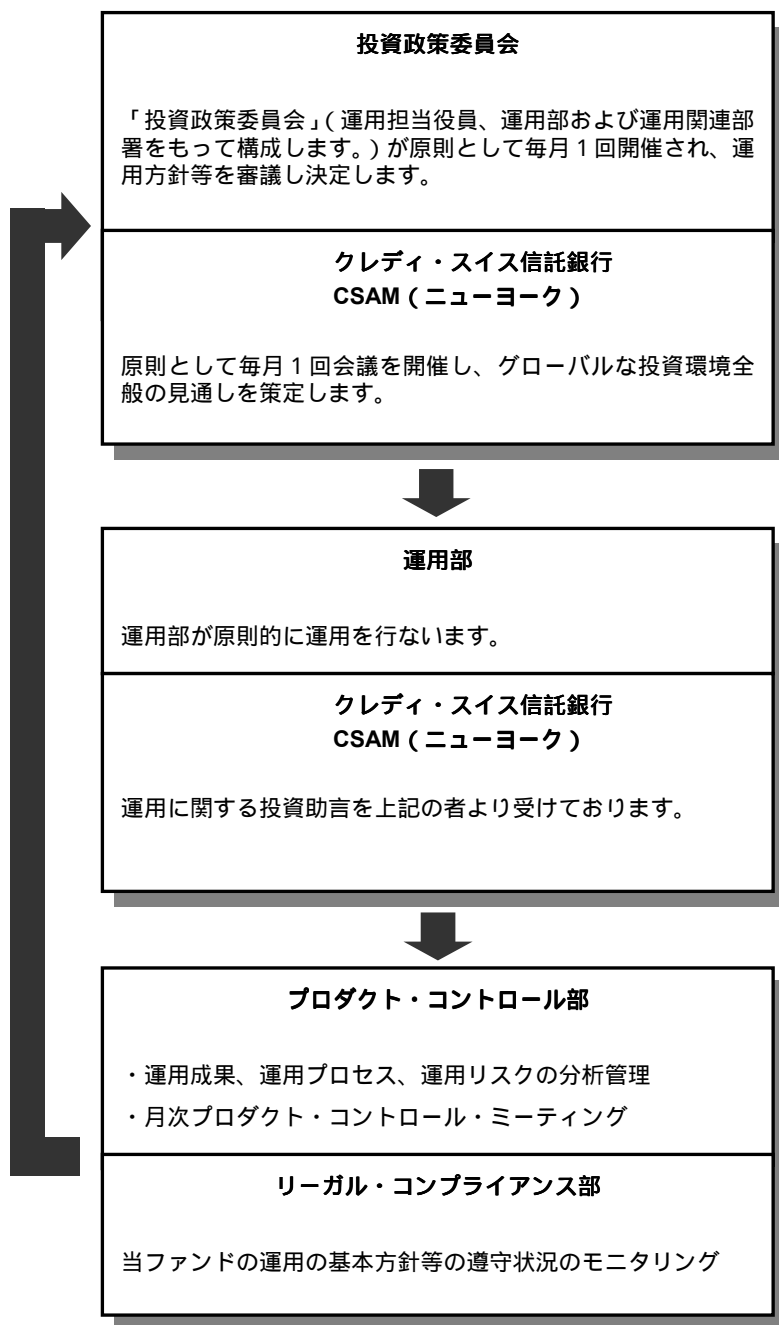 投資政策委員会
「投資政策委員会」(運用担当役員、運用部および運用関連部
署をもって構成します。)が原則として毎月1回開催され、運
用方針等を審議し決定します。
クレディ・スイス信託銀行
CSAM(ニューヨーク)
原則として毎月1回会議を開催し、グローバルな投資環境全
般の見通しを策定します。
運用部
運用部が原則的に運用を行ないます。
クレディ・スイス信託銀行
CSAM(ニューヨーク)
運用に関する投資助言を上記の者より受けております。
プロダクト・コントロール部
・運用成果、運用プロセス、運用リスクの分析管理
・月次プロダクト・コントロール・ミーティング
リーガル・コンプライアンス部
当ファンドの運用の基本方針等の遵守状況のモニタリング